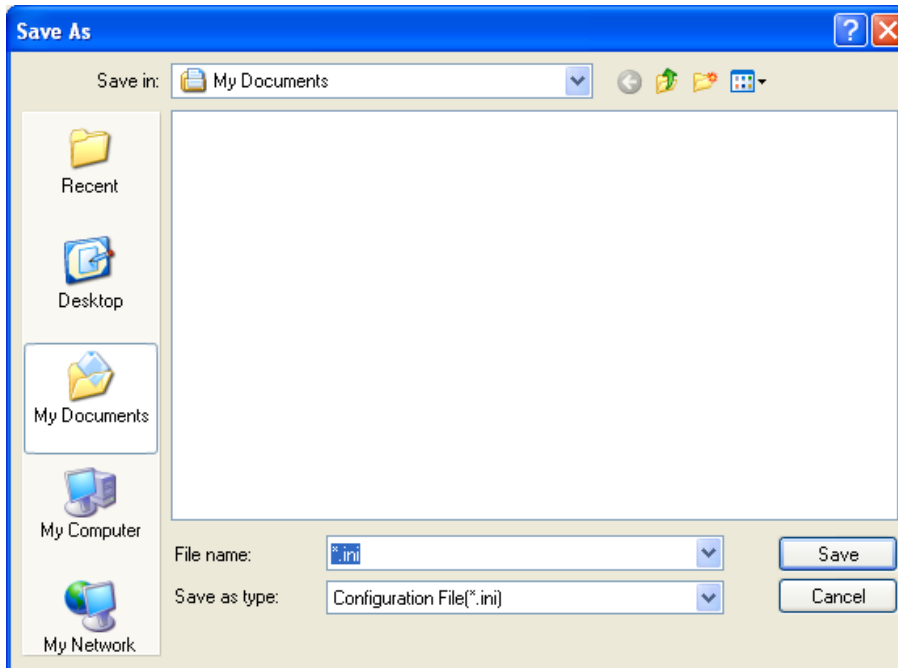 Save As
Save in:
My Documents
Recent
Desktop
My Documents
My Computer
My Network
File name:
*.ini
Save
Save as type:
Configuration File(*.ini)
Cancel